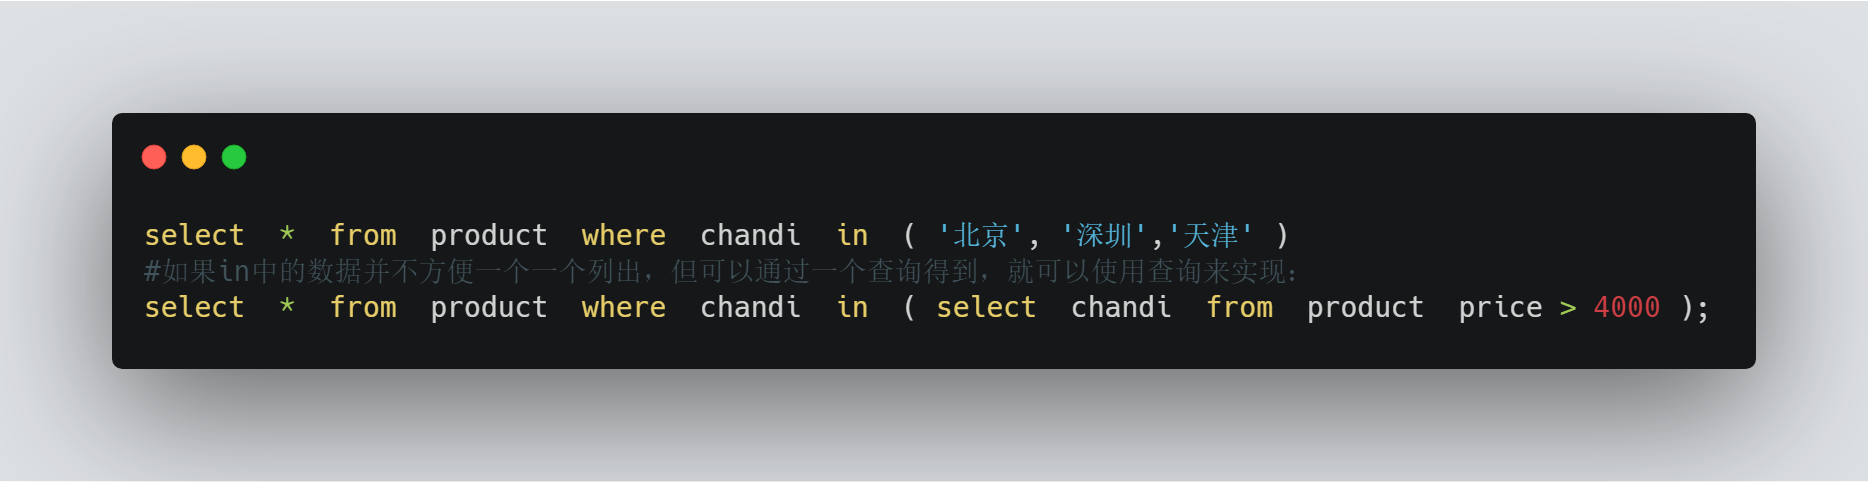 select  *  from  product  where  chandi  in  ( '北京', '深圳','天津' )
#如果in中的数据并不方便一个一个列出，但可以通过一个查询得到，就可以使用查询来实现：
select  *  from  product  where  chandi  in  ( select  chandi  from  product  price > 4000 );